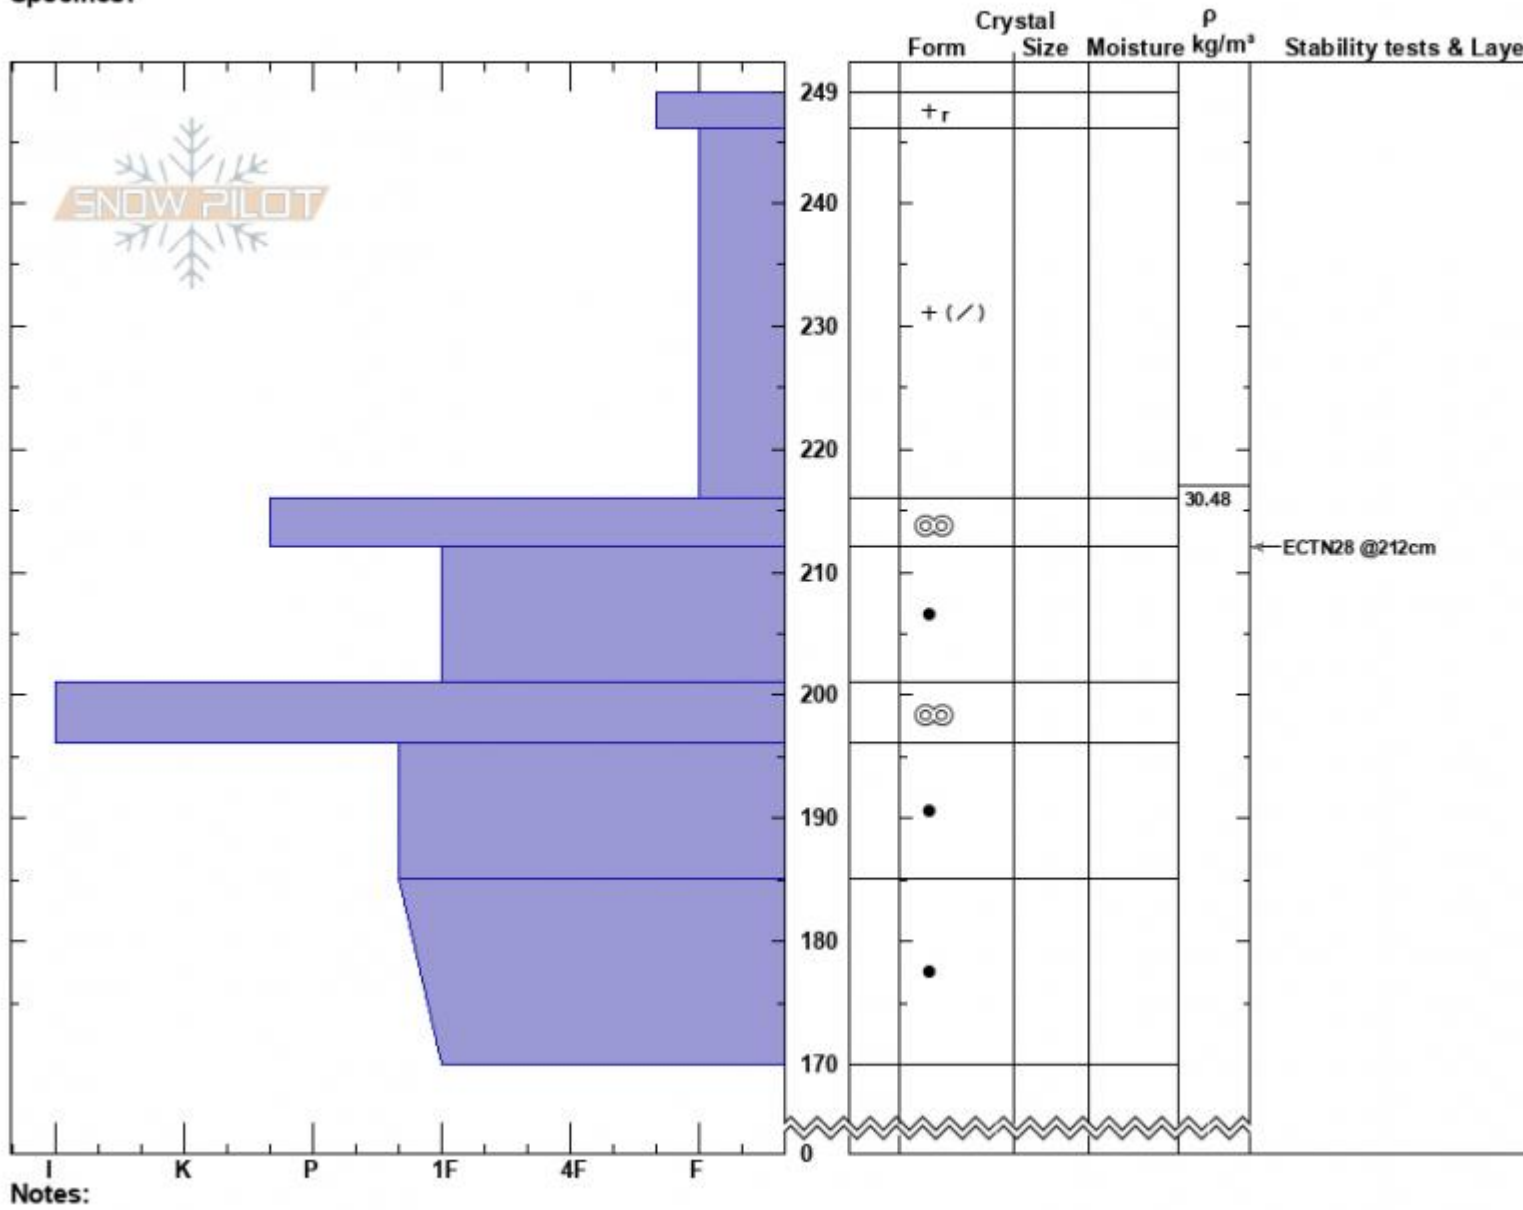 Crystal ρ
Form Size Moisture kg/m³ Stability tests & Laye
249
+ r
SNOW PILOT
240
+ (/)
230
220
30.48
ECTN28 @212cm
210
200
190
180
170
0
I K P 1F 4F F
Notes: